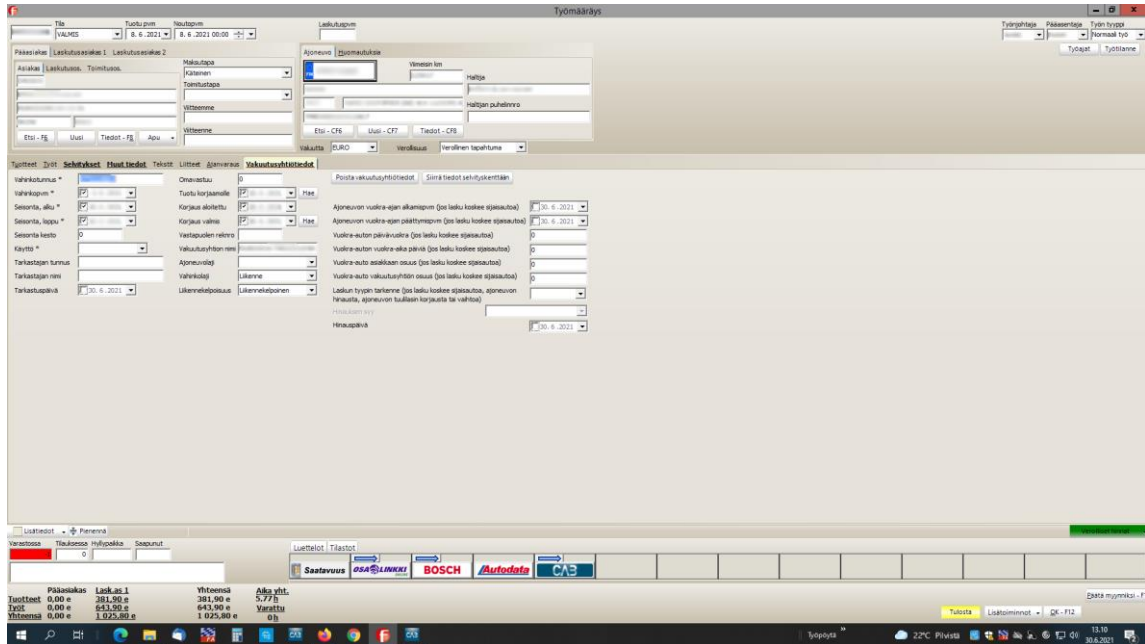 Työmääräys
Tila Tuotu pvm Noutopvm Laskutuspvm Työnjohtaja Pääasentaja Työn tyyppi
VALMIS 8. 6 .2021 8. 6 .2021 00:00 Normaali työ
Työajat Työtilanne
Pääasiakas Laskutusasiakas 1 Laskutusasiakas 2 Ajoneuvo Huomautuksia
Asiakas Laskutusos. Toimitusos. Maksutapa Viimeisin km
Käteinen Haltija
Toimitustapa
Viitteemme Haltijan puhelinnro
Viitteenne
Etsi - F6 Uusi Tiedot - F8 Apu Etsi - CF6 Uusi - CF7 Tiedot - CF8
Valuutta EURO Verollisuus Verollinen tapahtuma
Tuotteet Työt Selvitykset Muut tiedot Tekstit Liitteet Ajanvaraus Vakuutusyhtiötiedot
Vahinkotunnus * Omavastuu 0 Poista vakuutusyhtiötiedot Siirrä tiedot selvityskenttään
Vahinkopvm * Tuotu korjaamolle Hae
Seisonta, alku * Korjaus aloitettu Ajoneuvon vuokra-ajan alkamispvm (jos lasku koskee sijaisautoa) 30. 6 .2021
Seisonta, loppu * Korjaus valmis Hae Ajoneuvon vuokra-ajan päättymispvm (jos lasku koskee sijaisautoa) 30. 6 .2021
Seisonta kesto 0 Vastapuolen reknro Vuokra-auton päivävuokra (jos lasku koskee sijaisautoa) 0
Käyttö * Vakuutusyhtion nimi Vuokra-auton vuokra-aika päiviä (jos lasku koskee sijaisautoa) 0
Tarkastajan tunnus Ajoneuvolaji Vuokra-auto asiakkaan osuus (jos lasku koskee sijaisautoa) 0
Tarkastajan nimi Vahinkolaji Liikenne Vuokra-auto vakuutusyhtiön osuus (jos lasku koskee sijaisautoa) 0
Tarkastuspäivä 30. 6 .2021 Liikennekelpoisuus Liikennekelpoinen Laskun tyypin tarkenne (jos lasku koskee sijaisautoa, ajoneuvon
hinausta, ajoneuvon tuulilasin korjausta tai vaihtoa)
Hinauksen syy
Hinauspäivä 30. 6 .2021
Lisätiedot Pienennä
Varastossa Tilauksessa Hyllypaikka Saapunut
0
Luettelot Tilastot
Saatavuus OSALINKKI BOSCH Autodata CAB
Pääasiakas Lask.as 1 Yhteensä Aika yht.
Tuotteet 0,00 e 381,90 e 381,90 e 5.77 h
Työt 0,00 e 643,90 e 643,90 e Varattu
Yhteensä 0,00 e 1 025,80 e 1 025,80 e 0 h
Päätä myynniksi - F
Tulosta Lisätoiminnot OK - F12
Työpöytä 22°C Pilvistä 13.10
30.6.2021